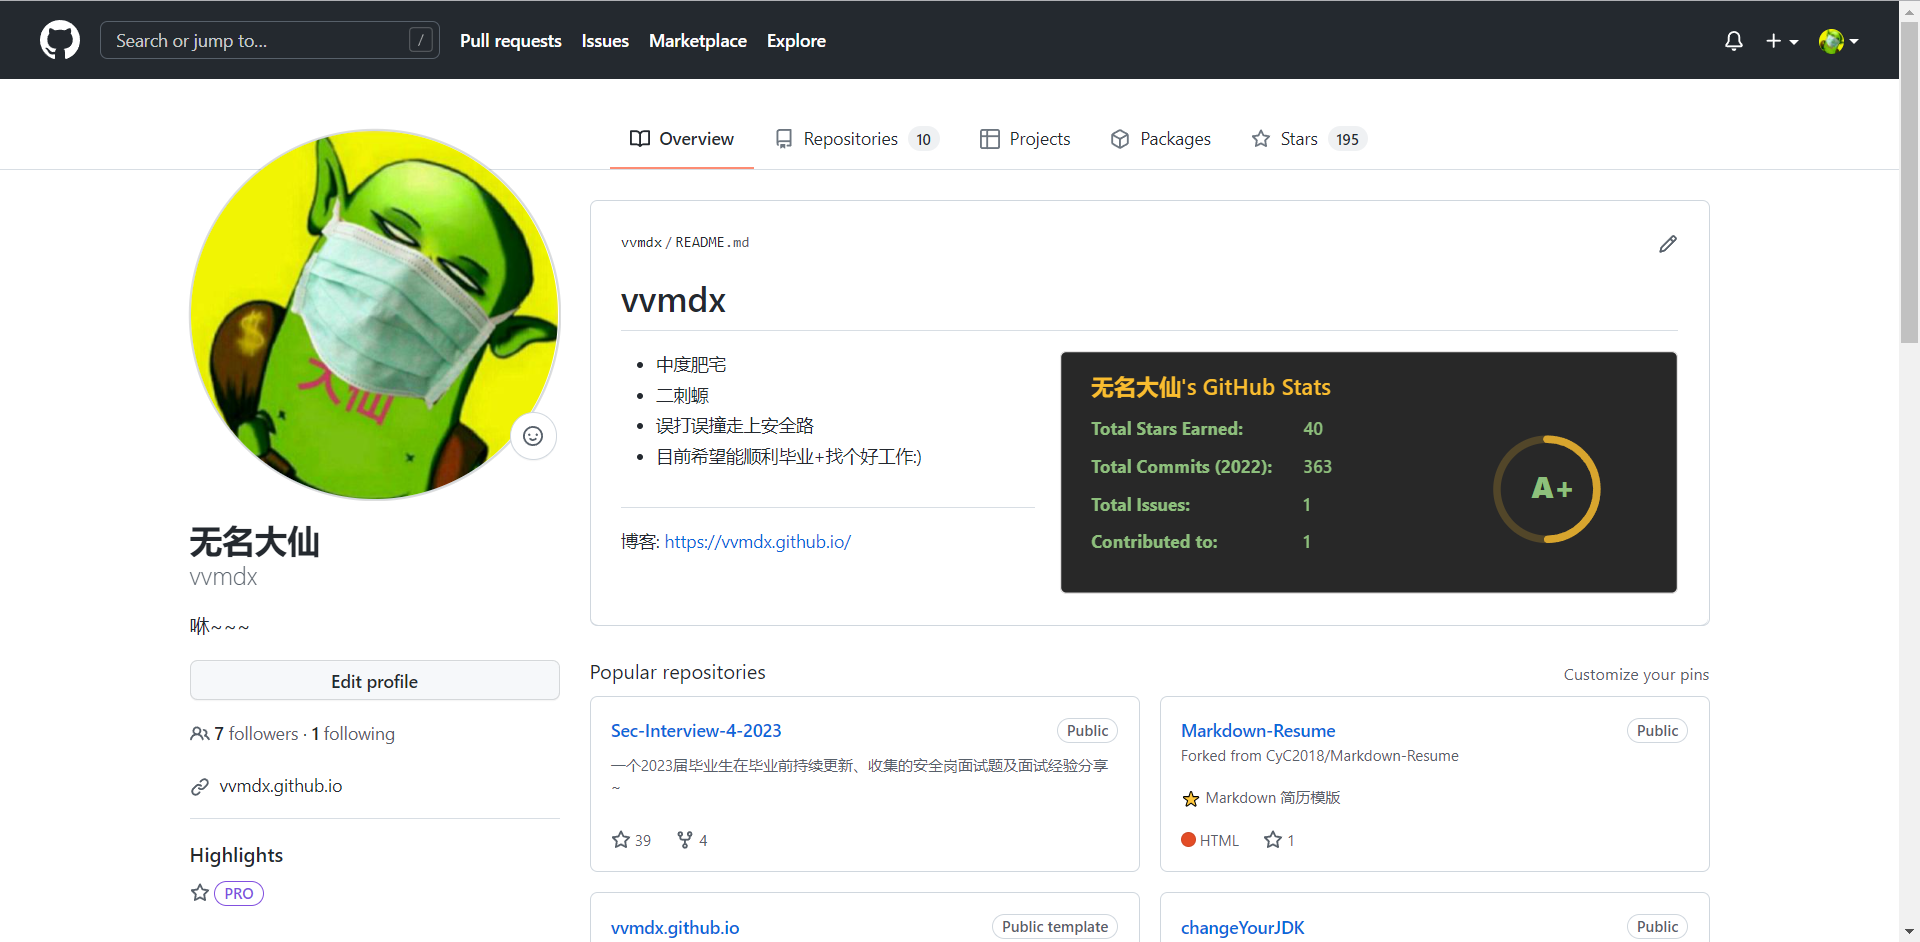 Search or jump to... /
Pull requests Issues Marketplace Explore
Overview Repositories 10 Projects Packages Stars 195
大仙
无名大仙
vvmdx
咻~~~
Edit profile
7 followers · 1 following
vvmdx.github.io
Highlights
PRO
vvmdx / README.md
vvmdx
中度肥宅
二刺螈
误打误撞走上安全路
目前希望能顺利毕业+找个好工作:)
博客: https://vvmdx.github.io/
无名大仙's GitHub Stats
Total Stars Earned: 40
Total Commits (2022): 363
Total Issues: 1
Contributed to: 1
A+
Popular repositories
Customize your pins
Sec-Interview-4-2023 Public
一个2023届毕业生在毕业前持续更新、收集的安全岗面试题及面试经验分享
~
39 4
Markdown-Resume Public
Forked from CyC2018/Markdown-Resume
Markdown 简历模版
HTML 1
vvmdx.github.io Public template
changeYourJDK Public